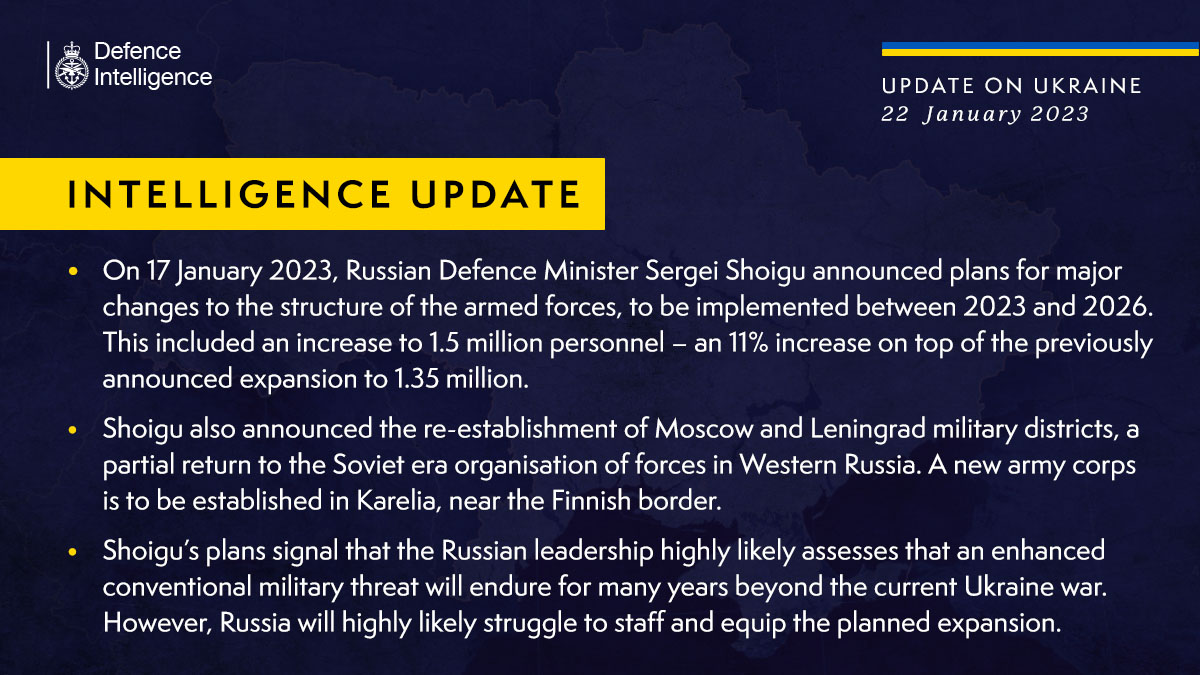 Defence
Intelligence
UPDATE ON UKRAINE
22 January 2023
INTELLIGENCE UPDATE
• On 17 January 2023, Russian Defence Minister Sergei Shoigu announced plans for major
changes to the structure of the armed forces, to be implemented between 2023 and 2026.
This included an increase to 1.5 million personnel – an 11% increase on top of the previously
announced expansion to 1.35 million.
• Shoigu also announced the re-establishment of Moscow and Leningrad military districts, a
partial return to the Soviet era organisation of forces in Western Russia. A new army corps
is to be established in Karelia, near the Finnish border.
• Shoigu’s plans signal that the Russian leadership highly likely assesses that an enhanced
conventional military threat will endure for many years beyond the current Ukraine war.
However, Russia will highly likely struggle to staff and equip the planned expansion.